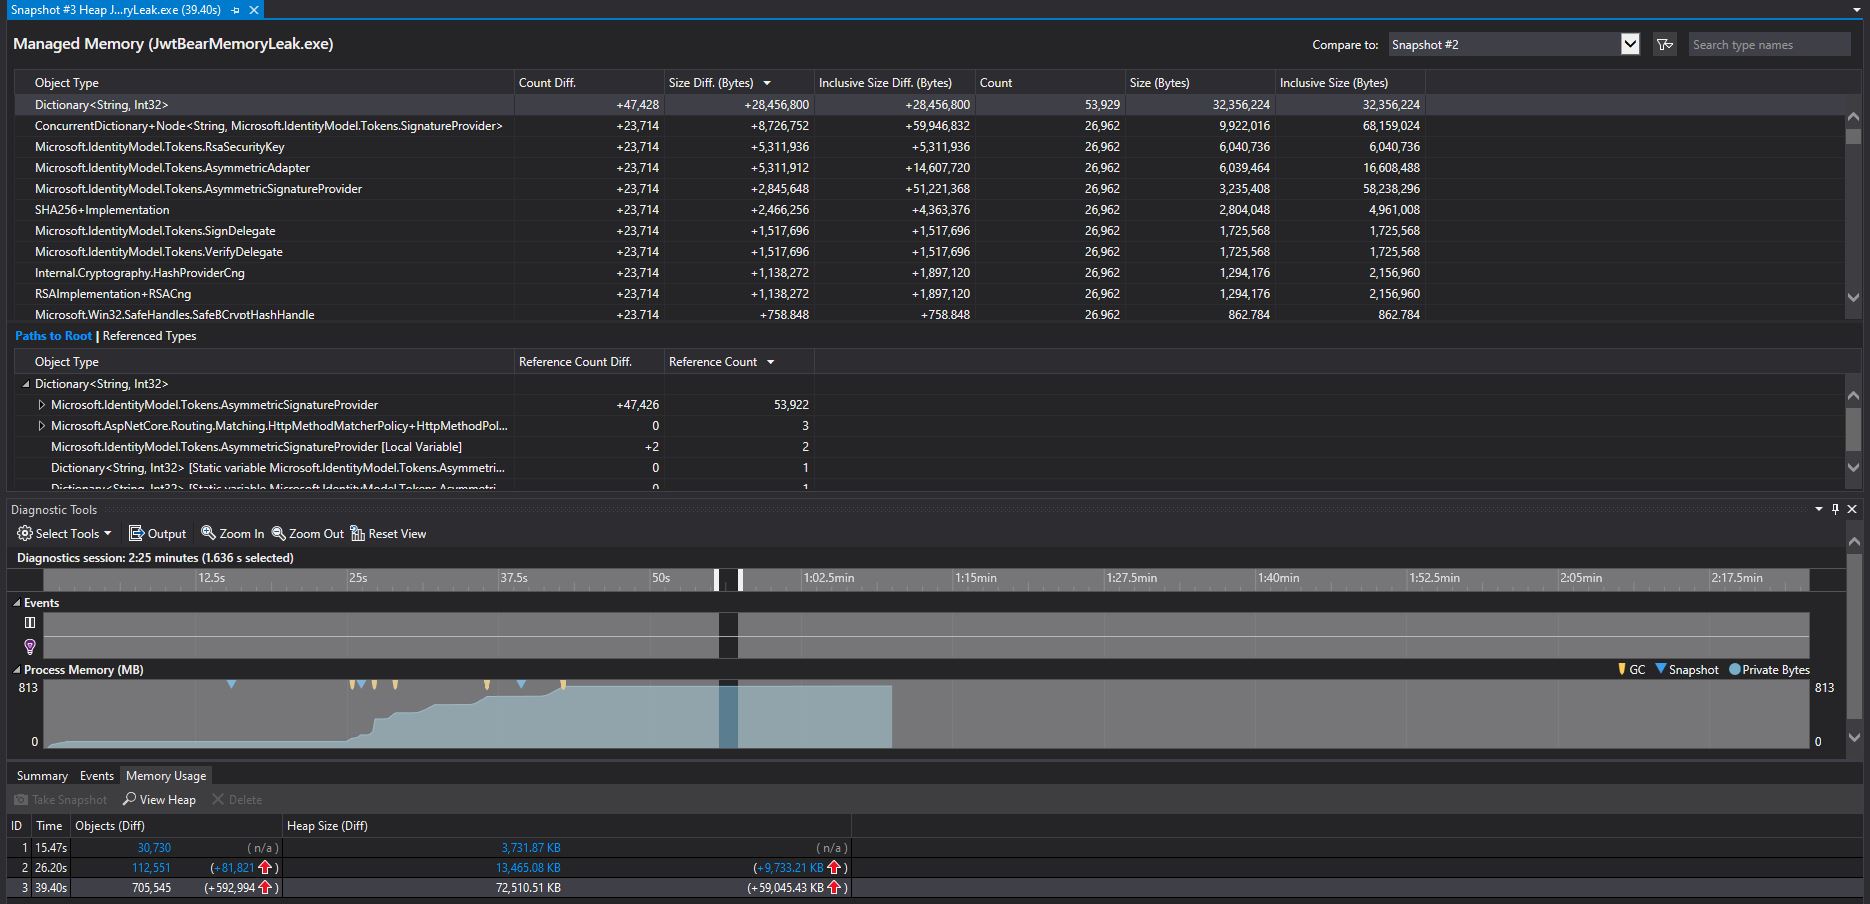 Snapshot #3 Heap J...ryLeak.exe (39.40s)
Managed Memory (JwtBearMemoryLeak.exe)
Compare to: Snapshot #2 Search type names
Object Type Count Diff. Size Diff. (Bytes) Inclusive Size Diff. (Bytes) Count Size (Bytes) Inclusive Size (Bytes)
Dictionary<String, Int32> +47,428 +28,456,800 +28,456,800 53,929 32,356,224 32,356,224
ConcurrentDictionary+Node<String, Microsoft.IdentityModel.Tokens.SignatureProvider> +23,714 +8,726,752 +59,946,832 26,962 9,922,016 68,159,024
Microsoft.IdentityModel.Tokens.RsaSecurityKey +23,714 +5,311,936 +5,311,936 26,962 6,040,736 6,040,736
Microsoft.IdentityModel.Tokens.AsymmetricAdapter +23,714 +5,311,912 +14,607,720 26,962 6,039,464 16,608,488
Microsoft.IdentityModel.Tokens.AsymmetricSignatureProvider +23,714 +2,845,648 +51,221,368 26,962 3,235,408 58,238,296
SHA256+Implementation +23,714 +2,466,256 +4,363,376 26,962 2,804,048 4,961,008
Microsoft.IdentityModel.Tokens.SignDelegate +23,714 +1,517,696 +1,517,696 26,962 1,725,568 1,725,568
Microsoft.IdentityModel.Tokens.VerifyDelegate +23,714 +1,517,696 +1,517,696 26,962 1,725,568 1,725,568
Internal.Cryptography.HashProviderCng +23,714 +1,138,272 +1,897,120 26,962 1,294,176 2,156,960
RSAImplementation+RSACng +23,714 +1,138,272 +1,897,120 26,962 1,294,176 2,156,960
Microsoft.Win32.SafeHandles.SafeBCryptHashHandle +23,714 +758,848 +758,848 26,962 862,784 862,784
Paths to Root | Referenced Types
Object Type Reference Count Diff. Reference Count
Dictionary<String, Int32>
Microsoft.IdentityModel.Tokens.AsymmetricSignatureProvider +47,426 53,922
Microsoft.AspNetCore.Routing.Matching.HttpMethodMatcherPolicy+HttpMethodPol... 0 3
Microsoft.IdentityModel.Tokens.AsymmetricSignatureProvider [Local Variable] +2 2
Dictionary<String, Int32> [Static variable Microsoft.IdentityModel.Tokens.Asymmetri... 0 1
Dictionary<String, Int32> [Static variable Microsoft.IdentityModel.Tokens.Asymmetri... 0 1
Diagnostic Tools
Select Tools Output Zoom In Zoom Out Reset View
Diagnostics session: 2:25 minutes (1.636 s selected)
12.5s 25s 37.5s 50s 1:02.5min 1:15min 1:27.5min 1:40min 1:52.5min 2:05min 2:17.5min
Events
Process Memory (MB) GC Snapshot Private Bytes
813 813
0 0
Summary Events Memory Usage
Take Snapshot View Heap Delete
ID Time Objects (Diff) Heap Size (Diff)
1 15.47s 30,730 (n/a) 3,731.87 KB (n/a)
2 26.20s 112,551 (+81,821) 13,465.08 KB (+9,733.21 KB)
3 39.40s 705,545 (+592,994) 72,510.51 KB (+59,045.43 KB)